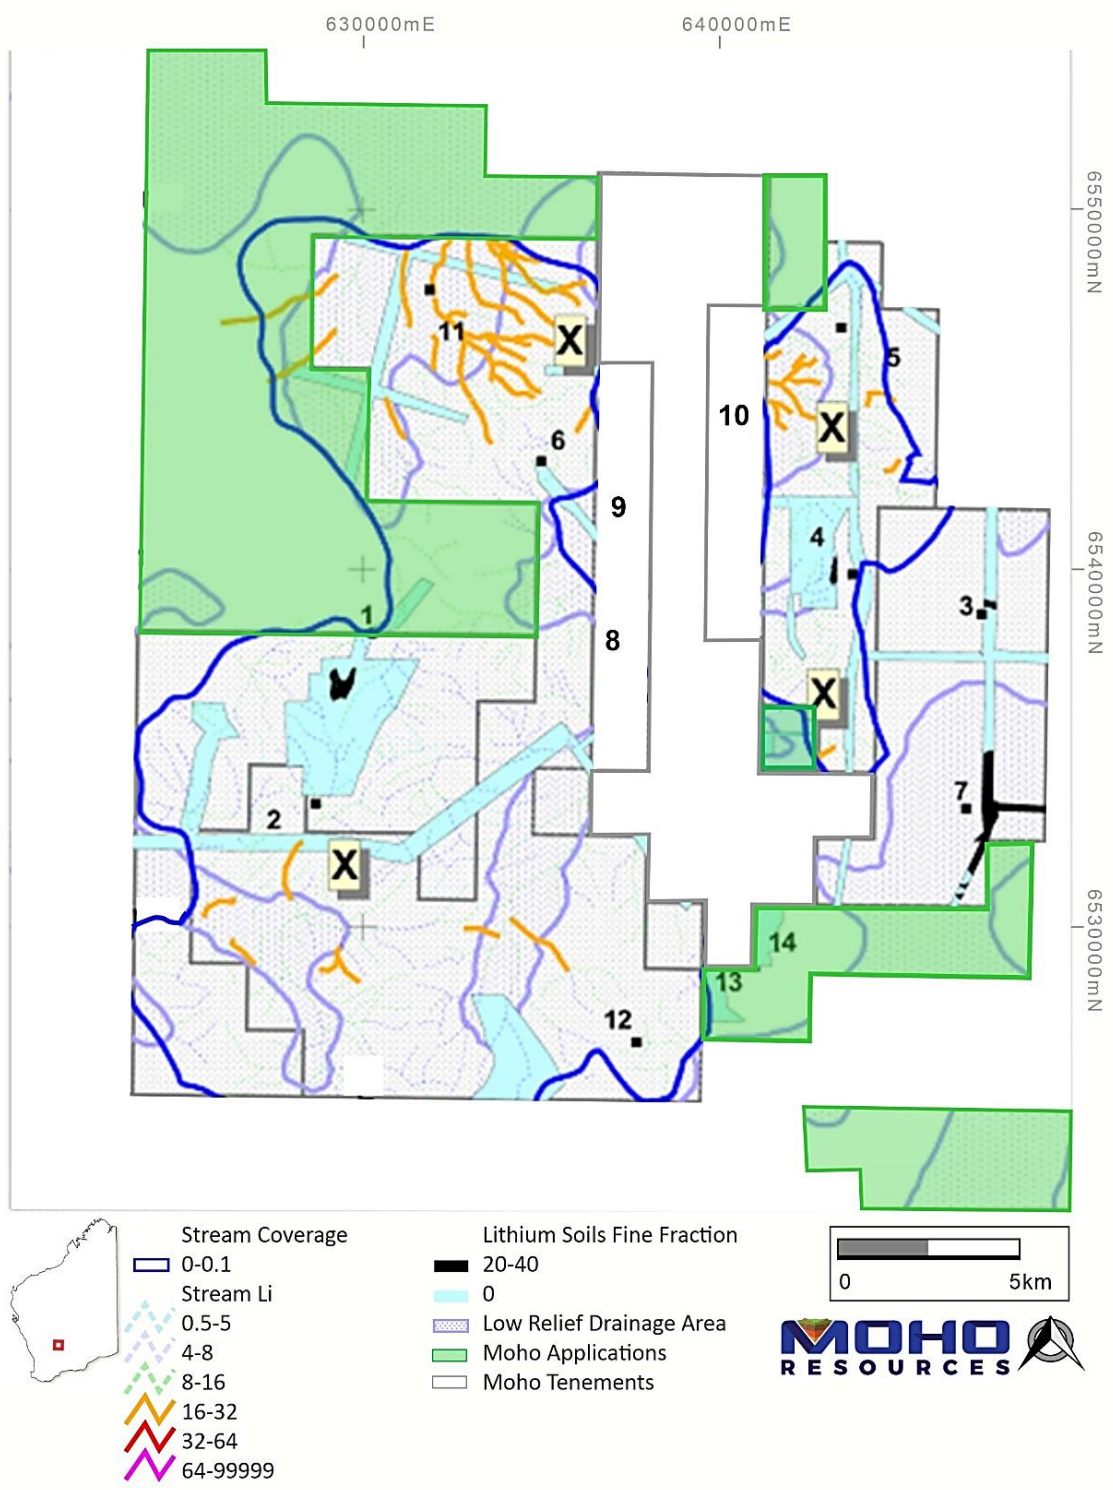 630000mE
640000mE
6550000mN
11
X
5
10
X
6
9
4
6540000mN
3
1
8
X
7
2
X
6530000mN
14
13
12
Stream Coverage
0-0.1
Stream Li
0.5-5
4-8
8-16
16-32
32-64
64-99999
Lithium Soils Fine Fraction
20-40
0
Low Relief Drainage Area
Moho Applications
Moho Tenements
0 5km
MOHO
RESOURCES